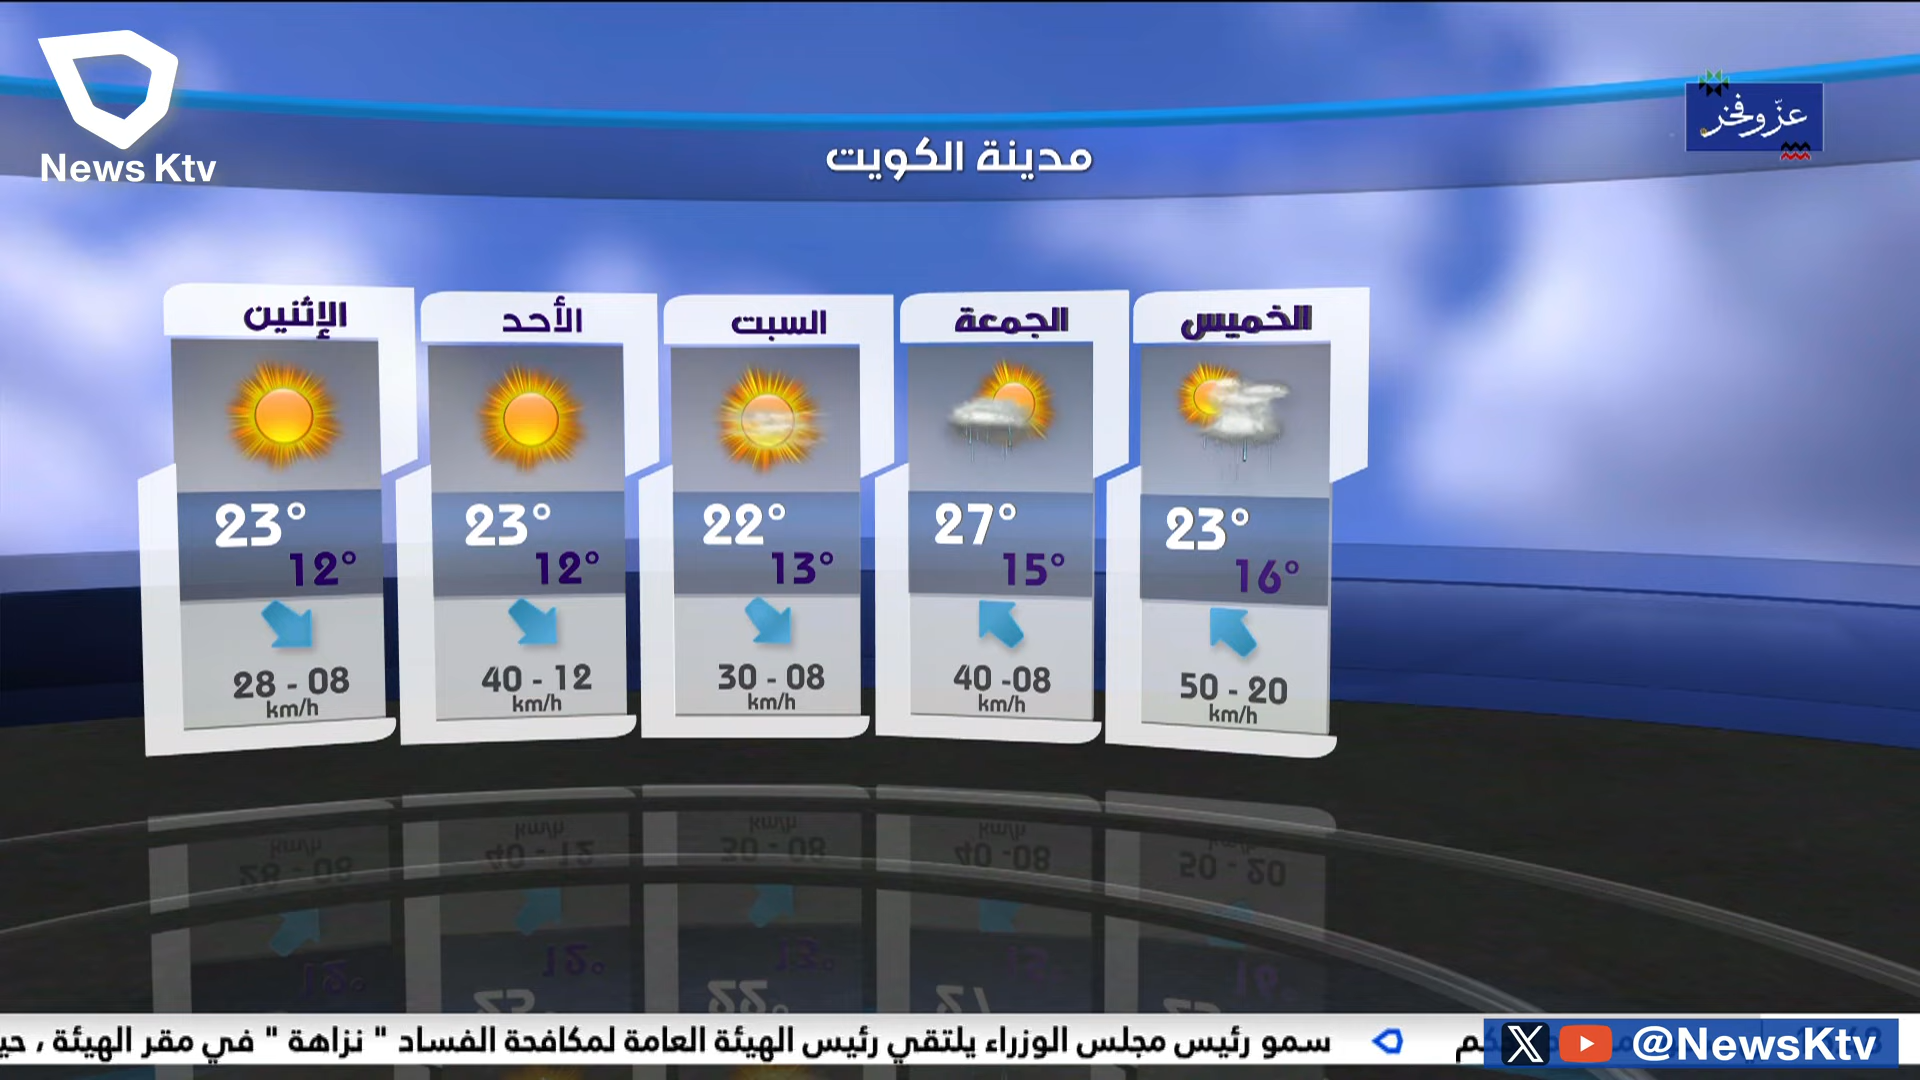 News Ktv
عزّ وفخر
مدينة الكويت
الخميس
23°
16°
50 - 20
km/h
الجمعة
27°
15°
40 -08
km/h
السبت
22°
13°
30 - 08
km/h
الأحد
23°
12°
40 - 12
km/h
الإثنين
23°
12°
28 - 08
km/h
سمو رئيس مجلس الوزراء يلتقي رئيس الهيئة العامة لمكافحة الفساد " نزاهة " في مقر الهيئة ،
@NewsKtv